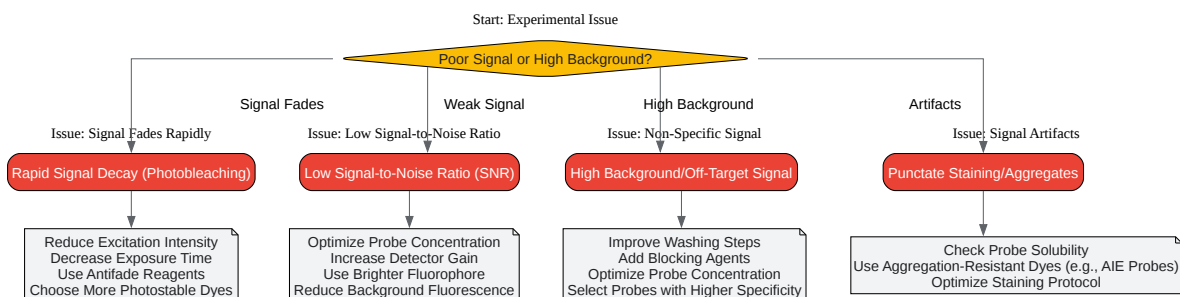 Start: Experimental Issue
Poor Signal or High Background?
Signal Fades
Weak Signal
High Background
Artifacts
Issue: Signal Fades Rapidly
Issue: Low Signal-to-Noise Ratio
Issue: Non-Specific Signal
Issue: Signal Artifacts
Rapid Signal Decay (Photobleaching)
Low Signal-to-Noise Ratio (SNR)
High Background/Off-Target Signal
Punctate Staining/Aggregates
Reduce Excitation Intensity
Decrease Exposure Time
Use Antifade Reagents
Choose More Photostable Dyes
Optimize Probe Concentration
Increase Detector Gain
Use Brighter Fluorophore
Reduce Background Fluorescence
Improve Washing Steps
Add Blocking Agents
Optimize Probe Concentration
Select Probes with Higher Specificity
Check Probe Solubility
Use Aggregation-Resistant Dyes (e.g., AIE Probes)
Optimize Staining Protocol